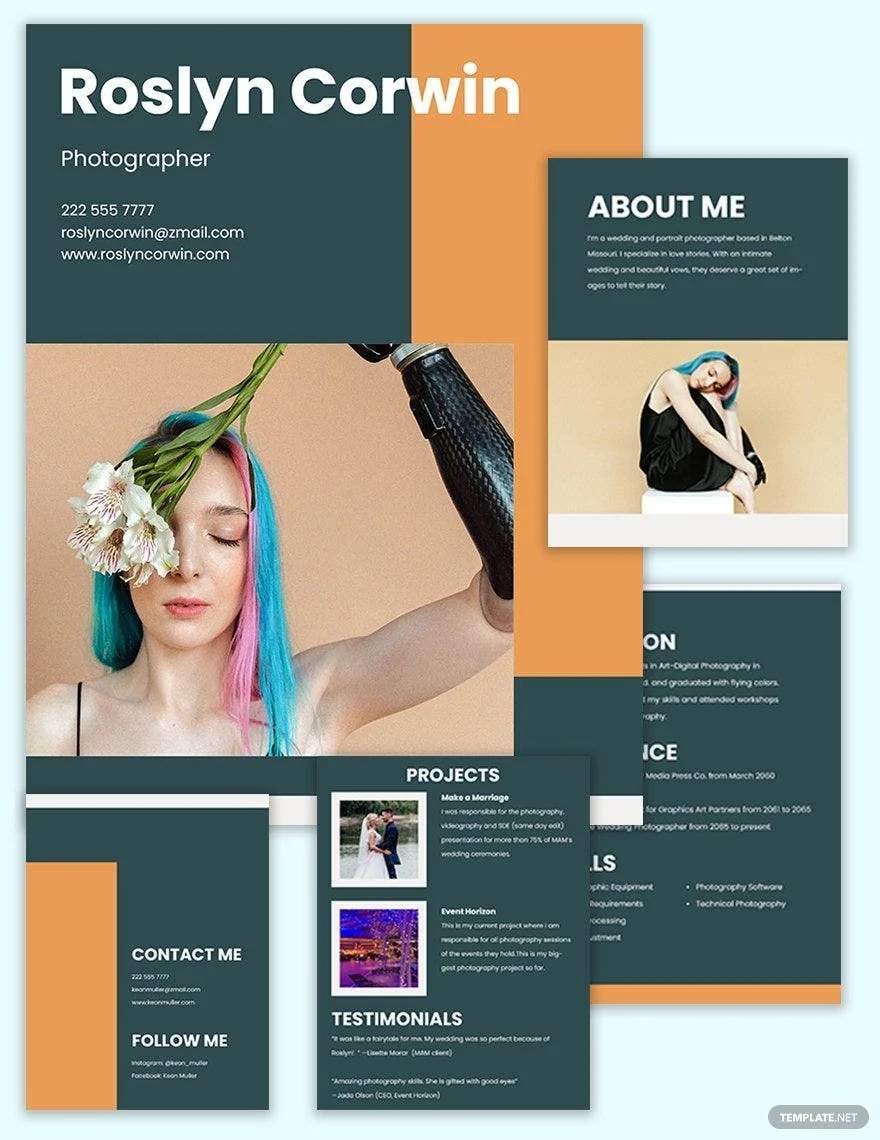 Roslyn Corwin
Photographer
222 555 7777
roslyncorwin@zmail.com
www.roslyncorwin.com
ABOUT ME
I'm a wedding and portrait photographer based in Belton
Missouri. I specialize in love stories. With on intimate
wedding and beautiful vows, they deserve a great set of im-
ages to tell their story.
ON
s in Art-Digital Photography in
d. and graduated with flying colors.
my skills and attended workshops
raphy.
NCE
Media Press Co. from March 2060
for Graphics Art Partners from 2061 to 2065
Wedding Photographer from 2065 to present
LLS
phic Equipment
Requirements
rocessing
ustment
• Photography Software
• Technical Photography
PROJECTS
Make a Marriage
I was responsible for the photography,
videography and SDE (same day edit)
presentation for more than 75% of MAM's
wedding ceremonies.
Event Horizon
This is my current project where I am
responsible for all photography sessions
of the events they hold.This is my big-
gest photography project so far.
TESTIMONIALS
"It was like a fairytale for me. My wedding was so perfect because of
Roslyn! " —Lisette Moror (MAM client)
"Amazing photography skills. She is gifted with good eyes"
—Jada Olson (CEO, Event Horizon)
CONTACT ME
222 555 7777
keonmuller@zmail.com
www.keonmuller.com
FOLLOW ME
Instagram: @keon_muller
Facebook: Keon Muller
TEMPLATE.NET